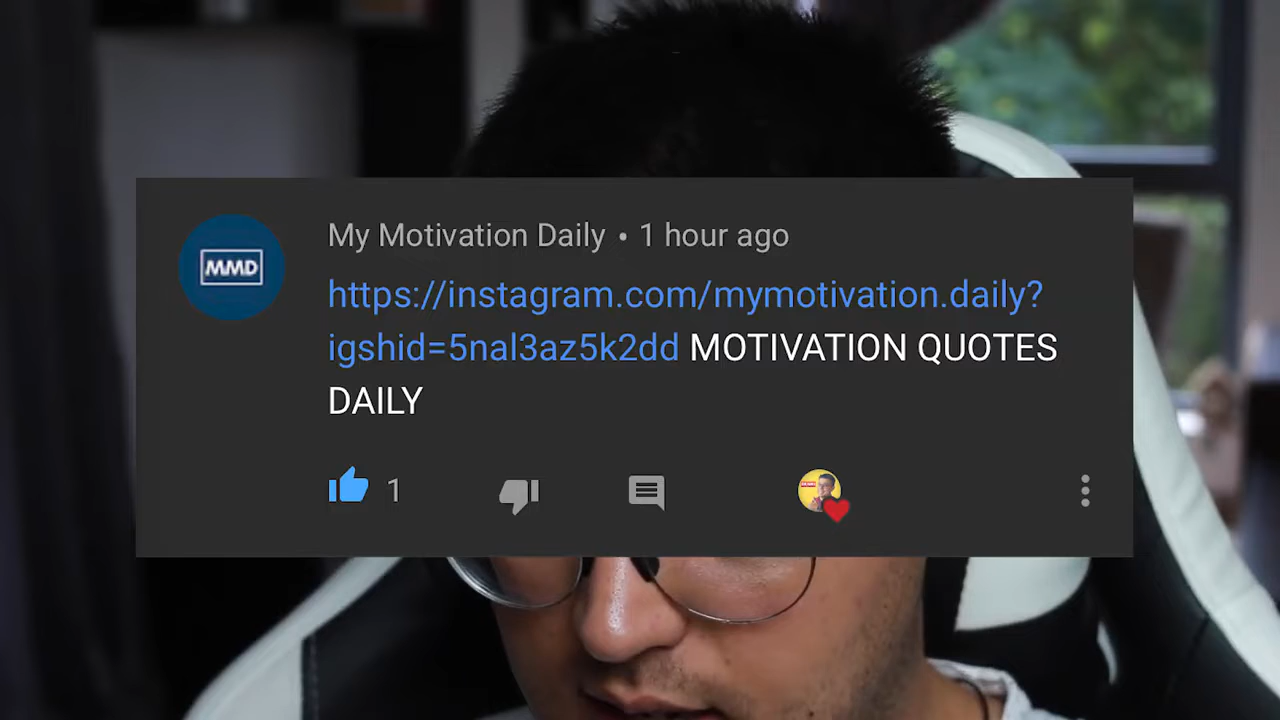 My Motivation Daily • 1 hour ago
MMD
https://instagram.com/mymotivation.daily?
igshid=5nal3az5k2dd MOTIVATION QUOTES
DAILY
1